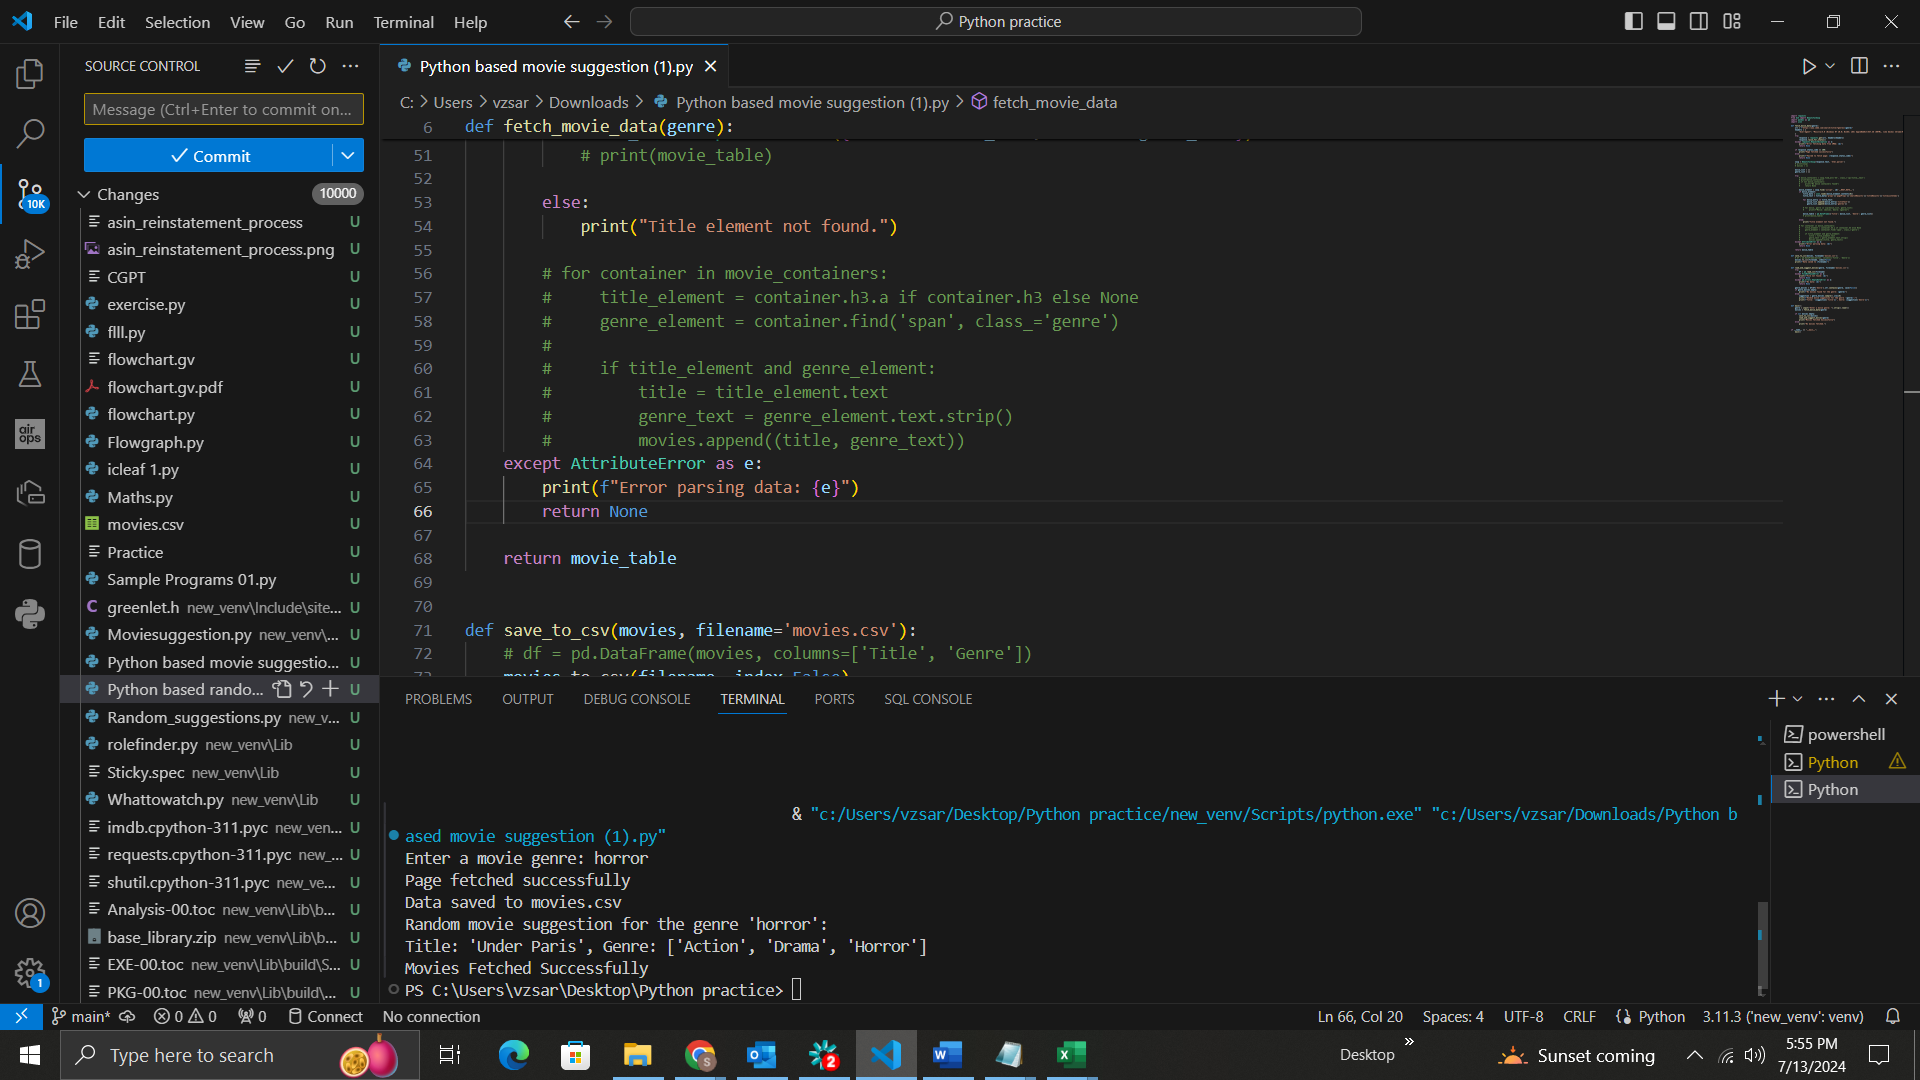 File Edit Selection View Go Run Terminal Help
Python practice
SOURCE CONTROL
Message (Ctrl+Enter to commit on...
Commit
Changes 10000
10K
asin_reinstatement_process U
asin_reinstatement_process.png U
CGPT U
exercise.py U
flll.py U
flowchart.gv U
flowchart.gv.pdf U
flowchart.py U
Flowgraph.py U
icleaf 1.py U
air ops
Maths.py U
movies.csv U
Practice U
Sample Programs 01.py U
greenlet.h new_venv\Include\site... U
Moviesuggestion.py new_venv\... U
Python based movie suggestio... U
Python based rando... U
Random_suggestions.py new_v... U
rolefinder.py new_venv\Lib U
Sticky.spec new_venv\Lib U
Whattowatch.py new_venv\Lib U
imdb.cpython-311.pyc new_ven... U
requests.cpython-311.pyc new_... U
shutil.cpython-311.pyc new_ve... U
Analysis-00.toc new_venv\Lib\b... U
base_library.zip new_venv\Lib\b... U
EXE-00.toc new_venv\Lib\build\S... U
PKG-00.toc new_venv\Lib\build\... U
1
Python based movie suggestion (1).py
C: > Users > vzsar > Downloads > Python based movie suggestion (1).py > fetch_movie_data
6 def fetch_movie_data(genre):
51 # print(movie_table)
52
53 else:
54 print("Title element not found.")
55
56 # for container in movie_containers:
57 # title_element = container.h3.a if container.h3 else None
58 # genre_element = container.find('span', class_='genre')
59 #
60 # if title_element and genre_element:
61 # title = title_element.text
62 # genre_text = genre_element.text.strip()
63 # movies.append((title, genre_text))
64 except AttributeError as e:
65 print(f"Error parsing data: {e}")
66 return None
67
68 return movie_table
69
70
71 def save_to_csv(movies, filename='movies.csv'):
72 # df = pd.DataFrame(movies, columns=['Title', 'Genre'])
73 movies.to_csv(filename, index=False)
PROBLEMS OUTPUT DEBUG CONSOLE TERMINAL PORTS SQL CONSOLE
& "c:/Users/vzsar/Desktop/Python practice/new_venv/Scripts/python.exe" "c:/Users/vzsar/Downloads/Python b
ased movie suggestion (1).py"
Enter a movie genre: horror
Page fetched successfully
Data saved to movies.csv
Random movie suggestion for the genre 'horror':
Title: 'Under Paris', Genre: ['Action', 'Drama', 'Horror']
Movies Fetched Successfully
PS C:\Users\vzsar\Desktop\Python practice>
powershell
Python
Python
main* 0 0 0 Connect No connection
Ln 66, Col 20 Spaces: 4 UTF-8 CRLF Python 3.11.3 ('new_venv': venv)
Type here to search
S
2
Desktop
Sunset coming
5:55 PM
7/13/2024